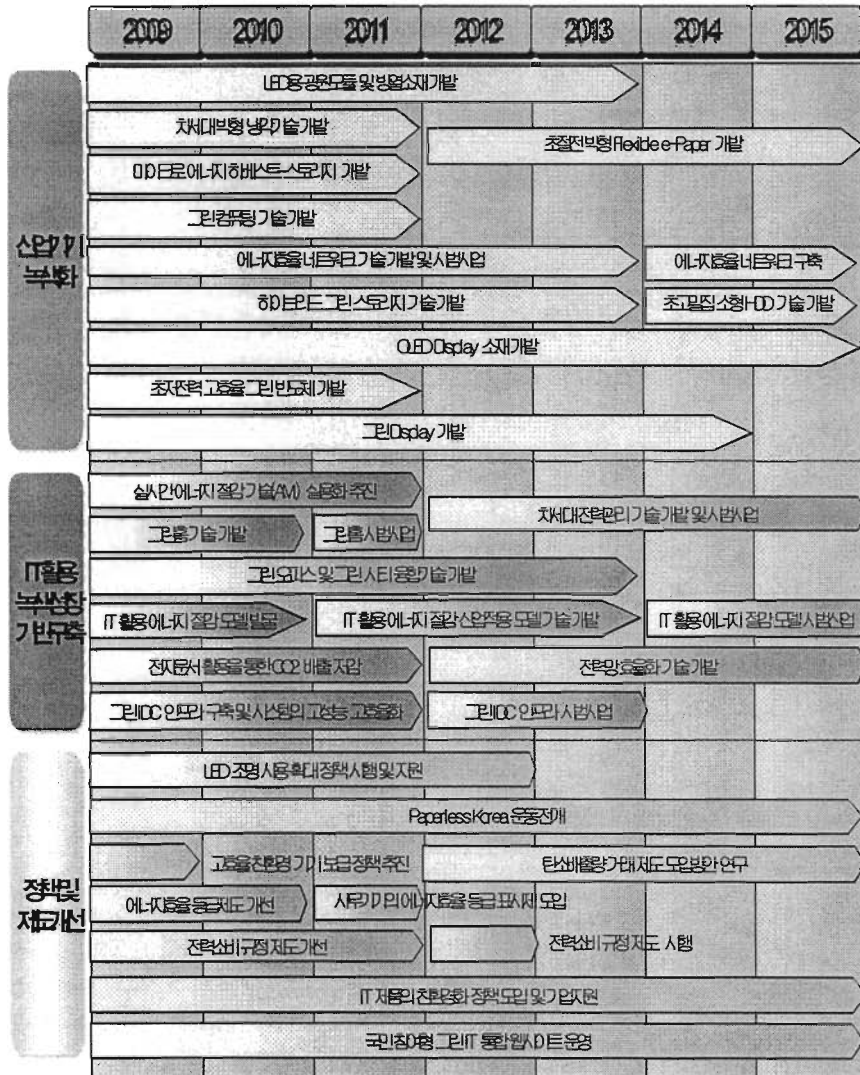 2009 2010 2011 2012 2013 2014 2015
산업기기
녹색화
LED용 광원모듈 및 방열소재 개발
차세대 박형 냉각기술 개발
초절전 박형 Flexible e-Paper 개발
마이크로 에너지 하베스트-스토리지 개발
그린 컴퓨팅 기술 개발
에너지효율 네트워크 기술개발 및 시범사업
에너지효율 네트워크 구축
하이브리드 그린 스토리지 기술개발
초고밀집 소형 HDD 기술 개발
OLED Display 소재 개발
초저전력 고효율 그린 반도체 개발
그린 Display 개발
IT활용
녹색성장
기반구축
실시간 에너지 절감 기술(AMI) 실용화 추진
차세대 전력관리 기술개발 및 시범사업
그린홈 기술개발
그린홈 시범사업
그린오피스 및 그린시티 융합기술개발
IT 활용 에너지 절감 모델 발굴
IT 활용 에너지 절감 산업적용 모델 기술개발
IT 활용 에너지 절감 모델 시범사업
전자문서 활용을 통한 CO2 배출 저감
전력망 효율화 기술개발
그린 IDC 인프라 구축 및 시스템의 고성능 고효율화
그린 IDC 인프라 시범사업
정책 및
제도개선
LED 조명 사용 확대 정책 시행 및 지원
Paperless Korea 운동 전개
고효율 친환경 기기 보급정책 추진
탄소배출량 거래 제도 도입방안 연구
에너지효율 등급제도 개선
사무기기의 에너지효율 등급 표시제 도입
전력소비 규정 제도 개선
전력소비 규정제도 시행
IT 제품의 친환경화 정책 도입 및 기업지원
국민참여형 그린 IT 통합 웹사이트 운영